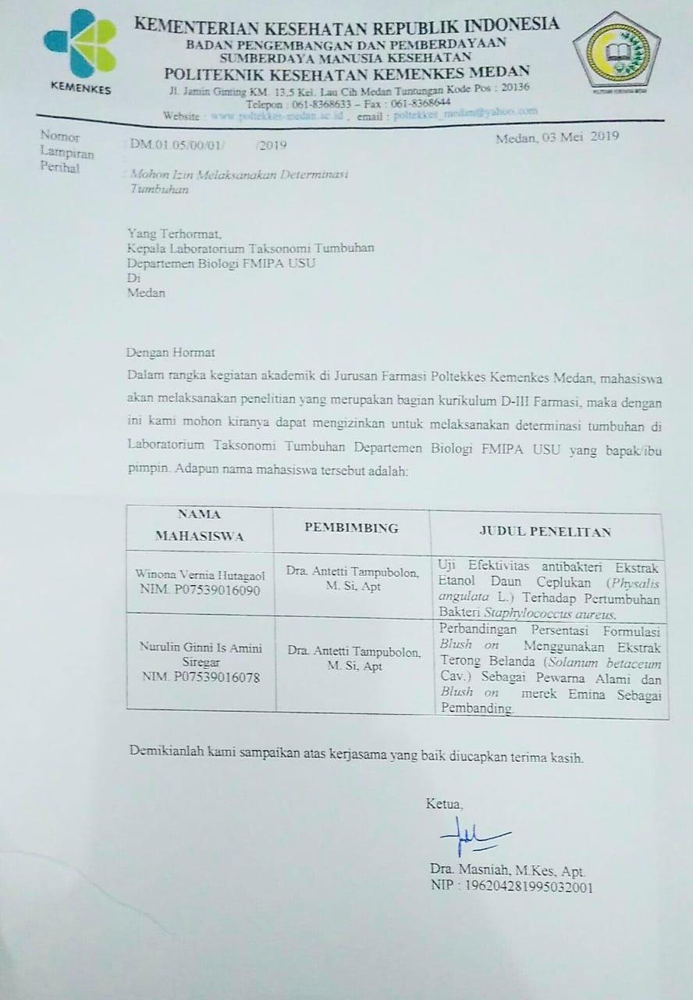 KEMENTERIAN KESEHATAN REPUBLIK INDONESIA
BADAN PENGEMBANGAN DAN PEMBERDAYAAN
SUMBERDAYA MANUSIA KESEHATAN
POLITEKNIK KESEHATAN KEMENKES MEDAN
KEMENKES
Jl. Jamin Ginting KM. 13,5 Kel. Lau Cih Medan Tuntungan Kode Pos : 20136
Telepon : 061-8368633 – Fax : 061-8368644
Website : www.poltekkes-medan.ac.id , email : poltekkes_medan@yahoo.com
Nomor : DM.01.05/00/01/ /2019 Medan, 03 Mei 2019
Lampiran :
Perihal : Mohon Izin Melaksanakan Determinasi
Tumbuhan
Yang Terhormat,
Kepala Laboratorium Taksonomi Tumbuhan
Departemen Biologi FMIPA USU
Di
Medan
Dengan Hormat
Dalam rangka kegiatan akademik di Jurusan Farmasi Poltekkes Kemenkes Medan, mahasiswa
akan melaksanakan penelitian yang merupakan bagian kurikulum D-III Farmasi, maka dengan
ini kami mohon kiranya dapat mengizinkan untuk melaksanakan determinasi tumbuhan di
Laboratorium Taksonomi Tumbuhan Departemen Biologi FMIPA USU yang bapak/ibu
pimpin. Adapun nama mahasiswa tersebut adalah:
NAMA
MAHASISWA
PEMBIMBING
JUDUL PENELITAN
Winona Vernia Hutagaol
NIM. P07539016090
Dra. Antetti Tampubolon,
M. Si, Apt
Uji Efektivitas antibakteri Ekstrak
Etanol Daun Ceplukan (Physalis
angulata L.) Terhadap Pertumbuhan
Bakteri Staphylococcus aureus.
Nurulin Ginni Is Amini
Siregar
NIM. P07539016078
Dra. Antetti Tampubolon,
M. Si, Apt
Perbandingan Persentasi Formulasi
Blush on Menggunakan Ekstrak
Terong Belanda (Solanum betaceum
Cav.) Sebagai Pewarna Alami dan
Blush on merek Emina Sebagai
Pembanding.
Demikianlah kami sampaikan atas kerjasama yang baik diucapkan terima kasih.
Ketua,
Dra. Masniah, M.Kes, Apt.
NIP : 196204281995032001